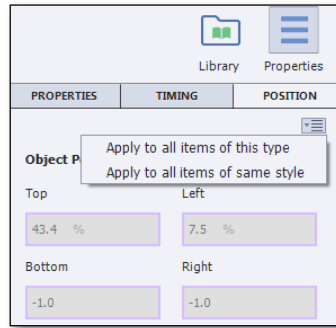 Library Properties
PROPERTIES TIMING POSITION
Apply to all items of this type
Object P
Apply to all items of same style
Top Left
43.4 % 7.5 %
Bottom Right
-1.0 -1.0